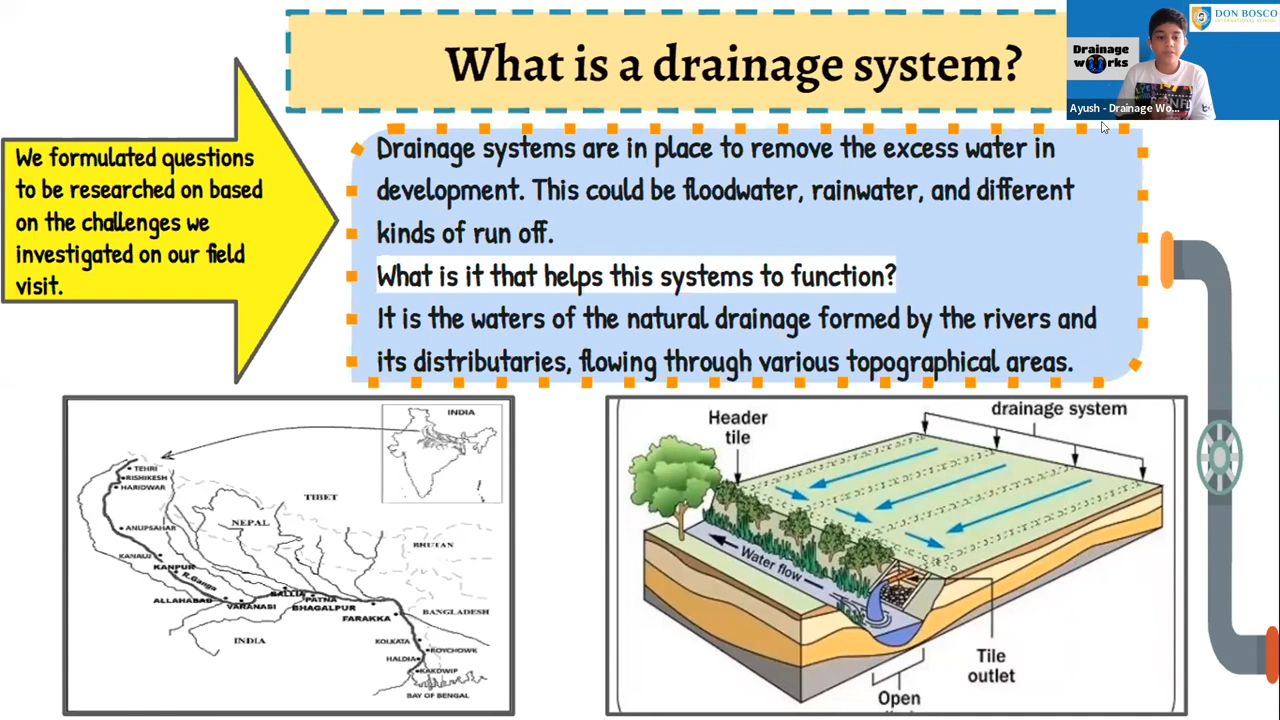 What is a drainage system?
DON BOSCO
Drainage
works
Ayush - Drainage Wo...
We formulated questions
to be researched on based
on the challenges we
investigated on our field
visit.
Drainage systems are in place to remove the excess water in
development. This could be floodwater, rainwater, and different
kinds of run off.
What is it that helps this systems to function?
It is the waters of the natural drainage formed by the rivers and
its distributaries, flowing through various topographical areas.
INDIA
TEHRI
RISHIKESH
HARIDWAR
TIBET
NEPAL
ANUPSAHAR
BHUTAN
KANAUJ
KANPUR
R.Ganga
ALLAHABAD
VARANASI
BALLIA
PATNA
BHAGALPUR
FARAKKA
BANGLADESH
INDIA
KOLKATA
ROYCHOWK
HALDIA
KAKDWIP
BAY OF BENGAL
Header
tile
drainage system
Water flow
Tile
outlet
Open